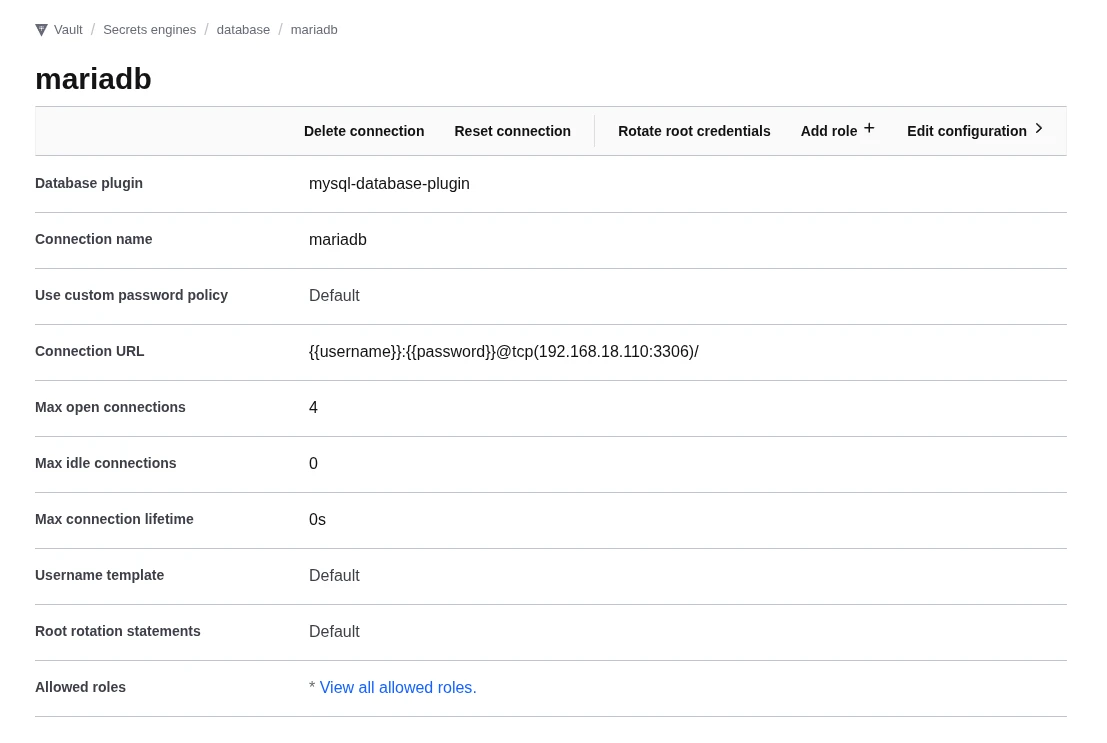 Vault / Secrets engines / database / mariadb
mariadb
Delete connection Reset connection Rotate root credentials Add role + Edit configuration >
Database plugin mysql-database-plugin
Connection name mariadb
Use custom password policy Default
Connection URL {{username}}:{{password}}@tcp(192.168.18.110:3306)/
Max open connections 4
Max idle connections 0
Max connection lifetime 0s
Username template Default
Root rotation statements Default
Allowed roles * View all allowed roles.